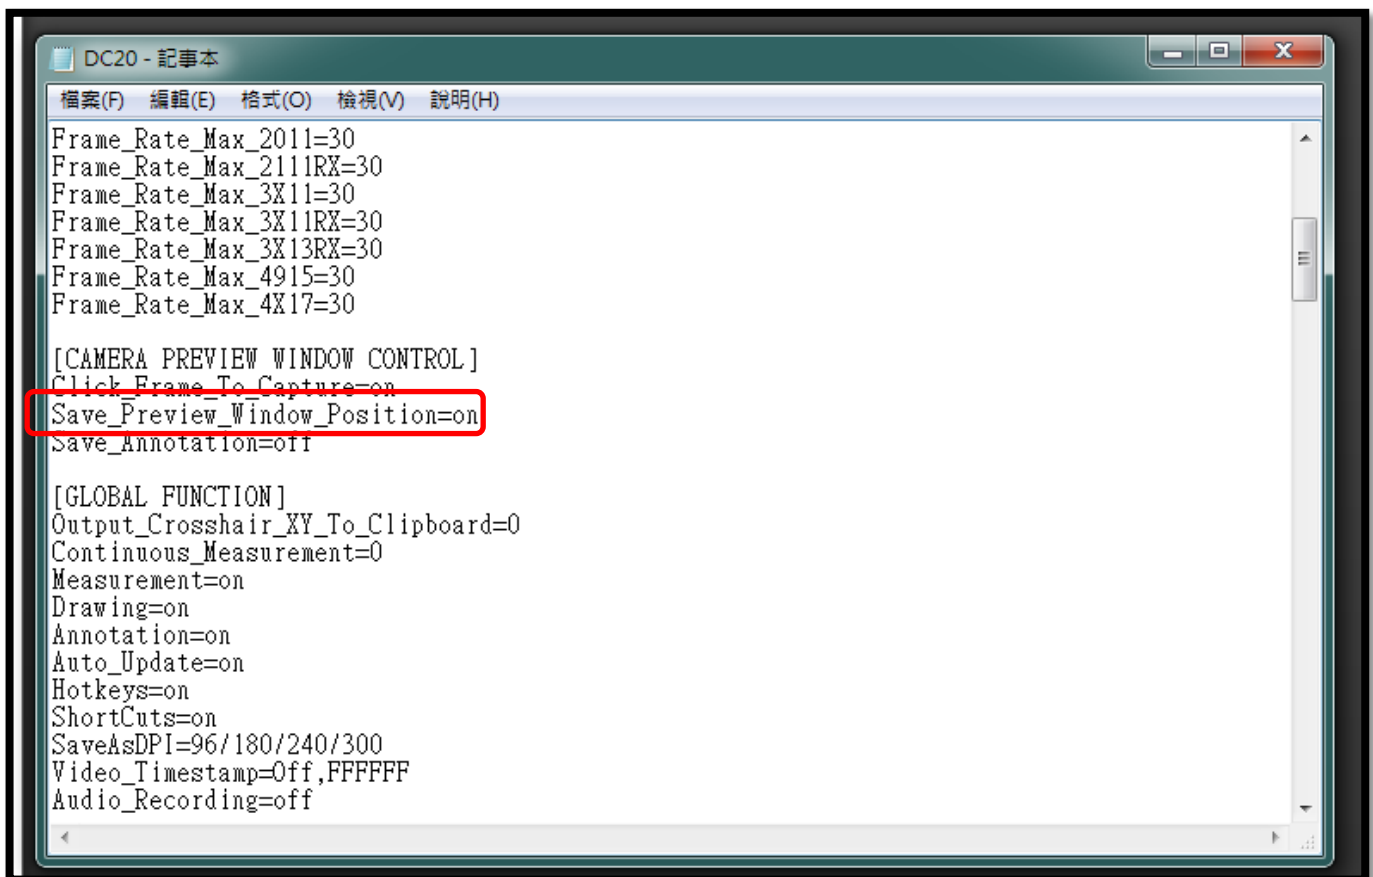 DC20 - 記事本
檔案(F) 編輯(E) 格式(O) 檢視(V) 說明(H)
Frame_Rate_Max_2011=30
Frame_Rate_Max_2111RX=30
Frame_Rate_Max_3X11=30
Frame_Rate_Max_3X11RX=30
Frame_Rate_Max_3X13RX=30
Frame_Rate_Max_4915=30
Frame_Rate_Max_4X17=30
[CAMERA PREVIEW WINDOW CONTROL]
Click_Frame_To_Capture=on
Save_Preview_Window_Position=on
Save_Annotation=off
[GLOBAL FUNCTION]
Output_Crosshair_XY_To_Clipboard=0
Continuous_Measurement=0
Measurement=on
Drawing=on
Annotation=on
Auto_Update=on
Hotkeys=on
ShortCuts=on
SaveAsDPI=96/180/240/300
Video_Timestamp=Off,FFFFFF
Audio_Recording=off